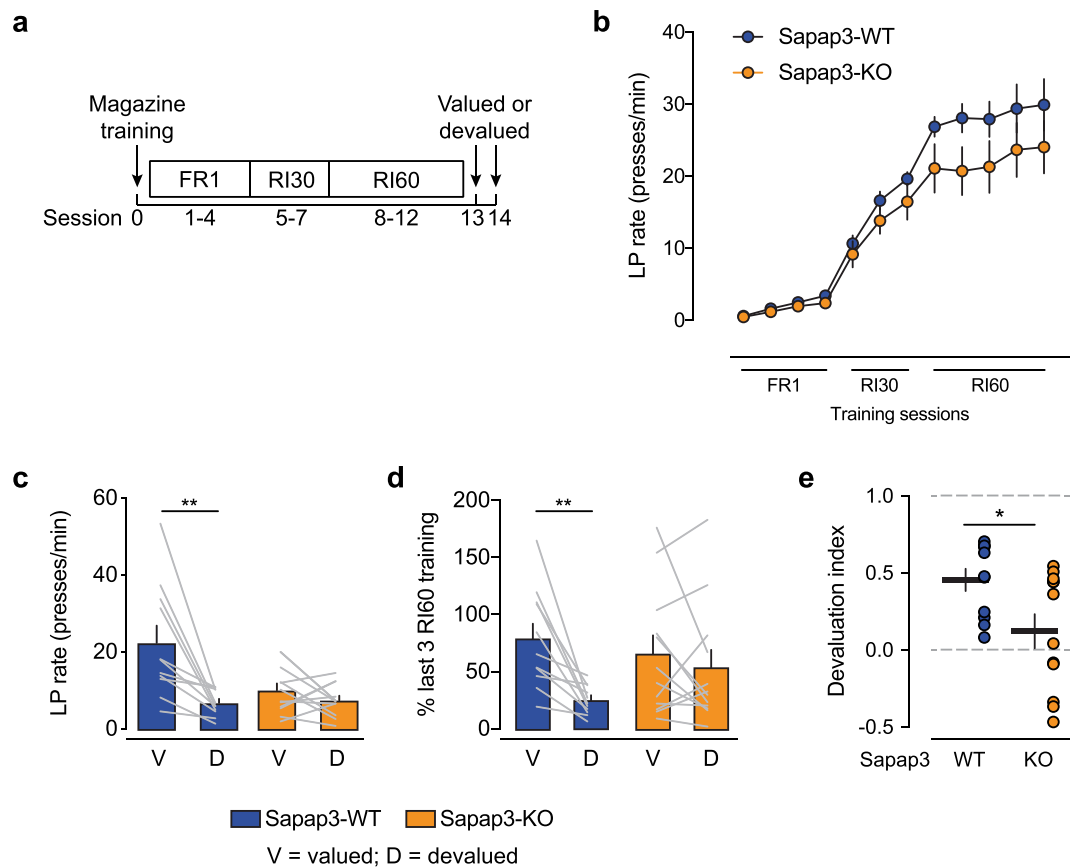 a
Magazine
training
Valued or
devalued
FR1
RI30
RI60
Session
0
1-4
5-7
8-12
13
14
b
Sapap3-WT
Sapap3-KO
LP rate (presses/min)
40
30
20
10
0
FR1
RI30
RI60
Training sessions
c
LP rate (presses/min)
60
40
20
0
**
V
D
V
D
d
% last 3 RI60 training
200
150
100
50
0
**
V
D
V
D
e
Devaluation index
1.0
0.5
0.0
-0.5
*
Sapap3
WT
KO
Sapap3-WT
Sapap3-KO
V = valued; D = devalued